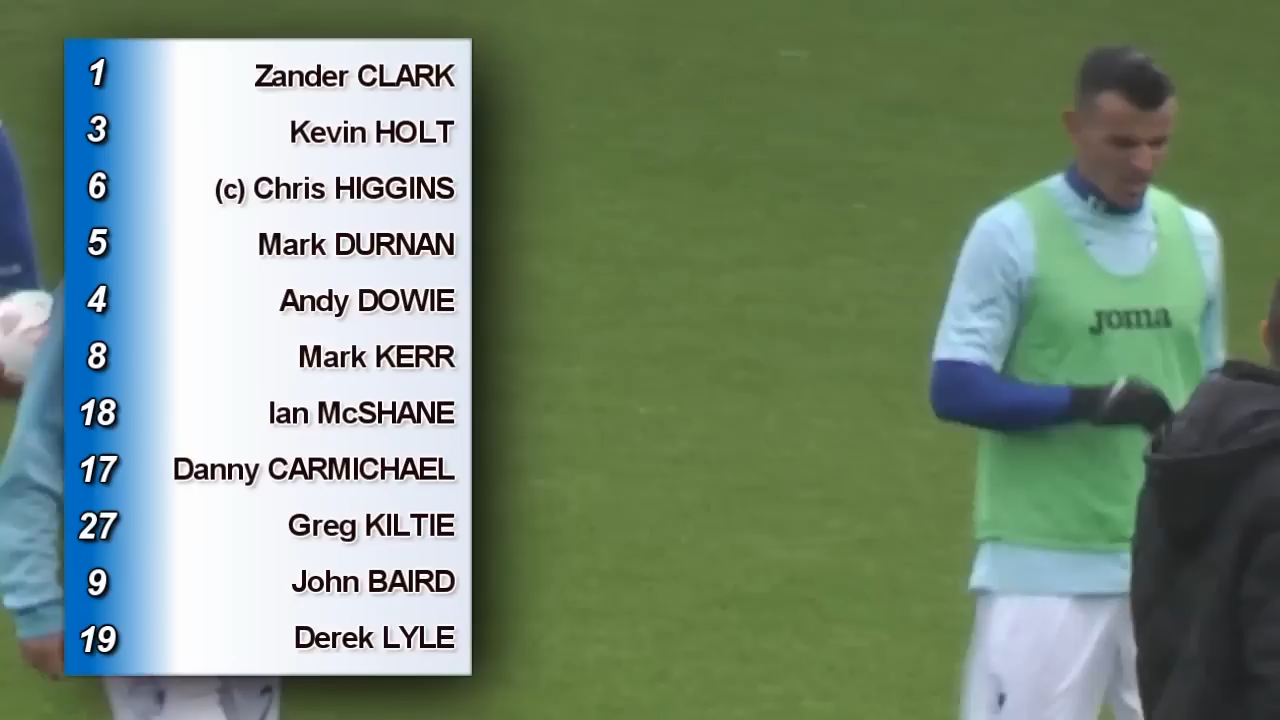 1 Zander CLARK
3 Kevin HOLT
6 (c) Chris HIGGINS
5 Mark DURNAN
4 Andy DOWIE
8 Mark KERR
18 Ian McSHANE
17 Danny CARMICHAEL
27 Greg KILTIE
9 John BAIRD
19 Derek LYLE
Joma